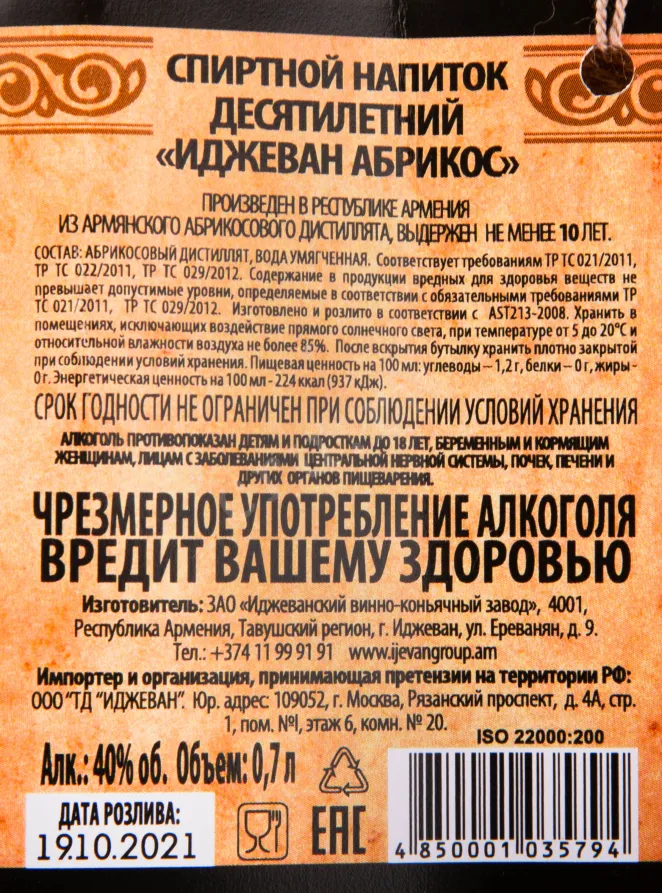 СПИРТНОЙ НАПИТОК
ДЕСЯТИЛЕТНИЙ
«ИДЖЕВАН АБРИКОС»
ПРОИЗВЕДЕН В РЕСПУБЛИКЕ АРМЕНИЯ
ИЗ АРМЯНСКОГО АБРИКОСОВОГО ДИСТИЛЛЯТА, ВЫДЕРЖЕН НЕ МЕНЕЕ 10 ЛЕТ.
СОСТАВ: АБРИКОСОВЫЙ ДИСТИЛЛЯТ, ВОДА УМЯГЧЕННАЯ. Соответствует требованиям ТР ТС 021/2011,
ТР ТС 022/2011, ТР ТС 029/2012. Содержание в продукции вредных для здоровья веществ не
превышает допустимые уровни, определяемые в соответствии с обязательными требованиями ТР
ТС 021/2011, ТР ТС 029/2012. Изготовлено и розлито в соответствии с AST213-2008. Хранить в
помещениях, исключающих воздействие прямого солнечного света, при температуре от 5 до 20°С и
относительной влажности воздуха не более 85%. После вскрытия бутылку хранить плотно закрытой
при соблюдении условий хранения. Пищевая ценность на 100 мл: углеводы – 1,2 г, белки – 0 г, жиры -
0 г. Энергетическая ценность на 100 мл - 224 ккал (937 кДж).
СРОК ГОДНОСТИ НЕ ОГРАНИЧЕН ПРИ СОБЛЮДЕНИИ УСЛОВИЙ ХРАНЕНИЯ
АЛКОГОЛЬ ПРОТИВОПОКАЗАН ДЕТЯМ И ПОДРОСТКАМ ДО 18 ЛЕТ, БЕРЕМЕННЫМ И КОРМЯЩИМ
ЖЕНЩИНАМ, ЛИЦАМ С ЗАБОЛЕВАНИЯМИ ЦЕНТРАЛЬНОЙ НЕРВНОЙ СИСТЕМЫ, ПОЧЕК, ПЕЧЕНИ И
ДРУГИХ ОРГАНОВ ПИЩЕВАРЕНИЯ.
ЧРЕЗМЕРНОЕ УПОТРЕБЛЕНИЕ АЛКОГОЛЯ
ВРЕДИТ ВАШЕМУ ЗДОРОВЬЮ
Изготовитель: ЗАО «Иджеванский винно-коньячный завод», 4001,
Республика Армения, Тавушский регион, г. Иджеван, ул. Ереванян, д. 9.
Тел.: +374 11 99 91 91 www.ijevangroup.am
Импортер и организация, принимающая претензии на территории РФ:
ООО "ТД "ИДЖЕВАН". Юр. адрес: 109052, г. Москва, Рязанский проспект, д. 4А, стр.
1, пом. №I, этаж 6, комн. № 20.
ISO 22000:200
Алк.: 40% об. Объем: 0,7 л
ДАТА РОЗЛИВА:
19.10.2021
EAC
4 850001 035794